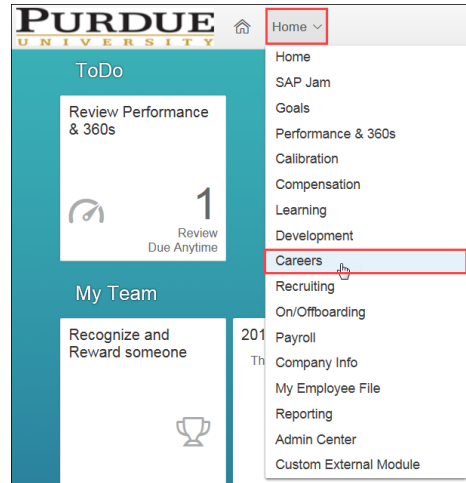 PURDUE
UNIVERSITY
Home
ToDo
Review Performance
& 360s
1
Review
Due Anytime
My Team
Recognize and
Reward someone
201
Th
Home
SAP Jam
Goals
Performance & 360s
Calibration
Compensation
Learning
Development
Careers
Recruiting
On/Offboarding
Payroll
Company Info
My Employee File
Reporting
Admin Center
Custom External Module